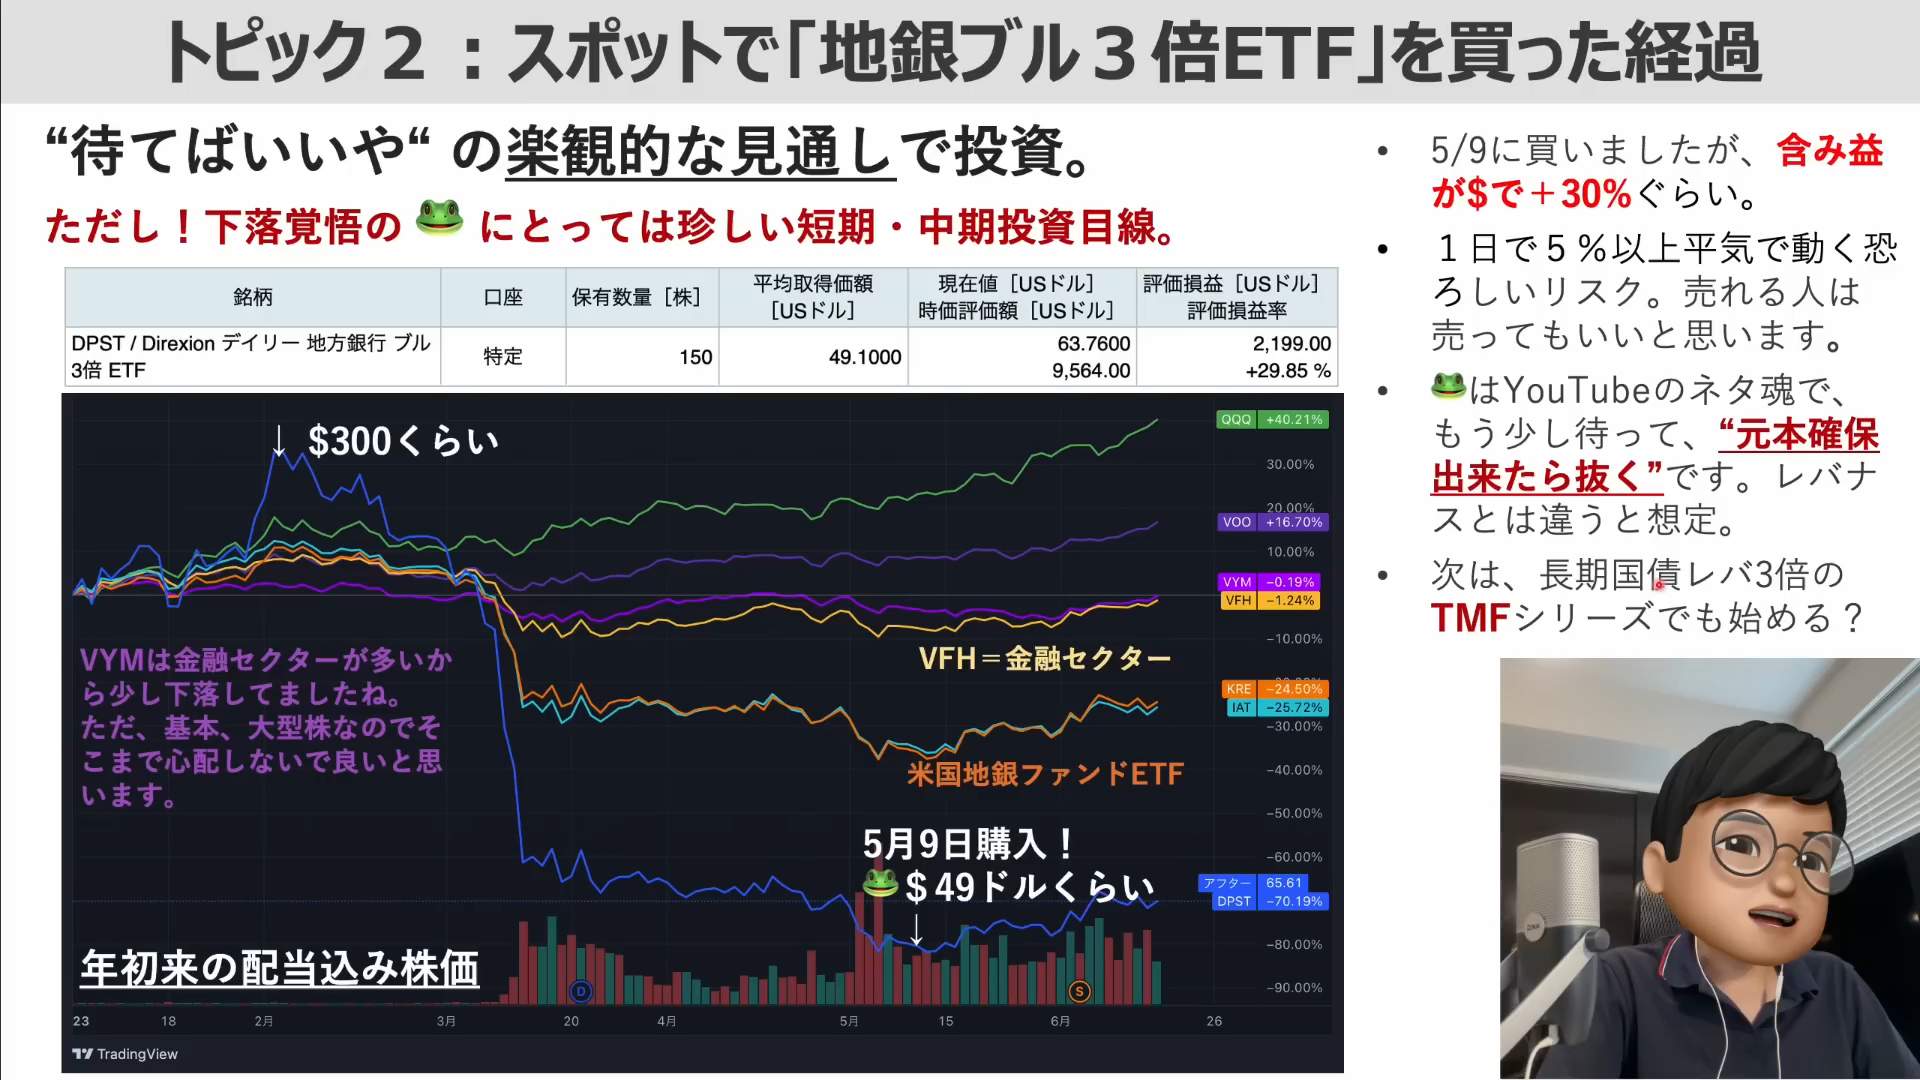 トピック２：スポットで「地銀ブル３倍ETF」を買った経過
“待てばいいや“ の楽観的な見通しで投資。
ただし！下落覚悟の🐸にとっては珍しい短期・中期投資目線。
銘柄 口座 保有数量［株］ 平均取得価額［USドル］ 現在値［USドル］ 時価評価額［USドル］ 評価損益［USドル］ 評価損益率
DPST / Direxion デイリー 地方銀行 ブル 3倍 ETF 特定 150 49.1000 63.7600 9,564.00 2,199.00 +29.85 %
↓ $300くらい
QQQ +40.21%
30.00%
20.00%
VOO +16.70%
10.00%
VYM −0.19%
VFH −1.24%
−10.00%
VFH＝金融セクター
KRE −24.50%
IAT −25.72%
−30.00%
−40.00%
米国地銀ファンドETF
VYMは金融セクターが多いか
ら少し下落してましたね。
ただ、基本、大型株なのでそ
こまで心配しないで良いと思
います。
−50.00%
5月9日購入！
−60.00%
🐸＄49ドルくらい
↓
アフター 65.61
DPST −70.19%
−80.00%
年初来の配当込み株価
−90.00%
D
S
23 18 2月 3月 20 4月 5月 15 6月 26
TradingView
• 5/9に買いましたが、含み益
が$で＋30%ぐらい。
• １日で５％以上平気で動く恐
ろしいリスク。売れる人は
売ってもいいと思います。
• 🐸はYouTubeのネタ魂で、
もう少し待って、“元本確保
出来たら抜く”です。レバナ
スとは違うと想定。
• 次は、長期国債レバ3倍の
TMFシリーズでも始める？